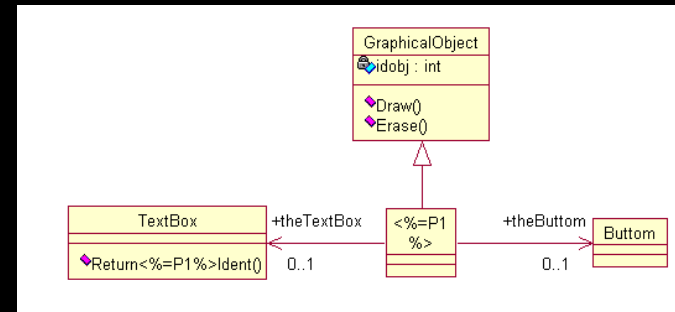 GraphicalObject
idobj : int
Draw()
Erase()
TextBox
Return<%=P1%>Ident()
+theTextBox
0..1
<%=P1
%>
+theButtom
0..1
Buttom